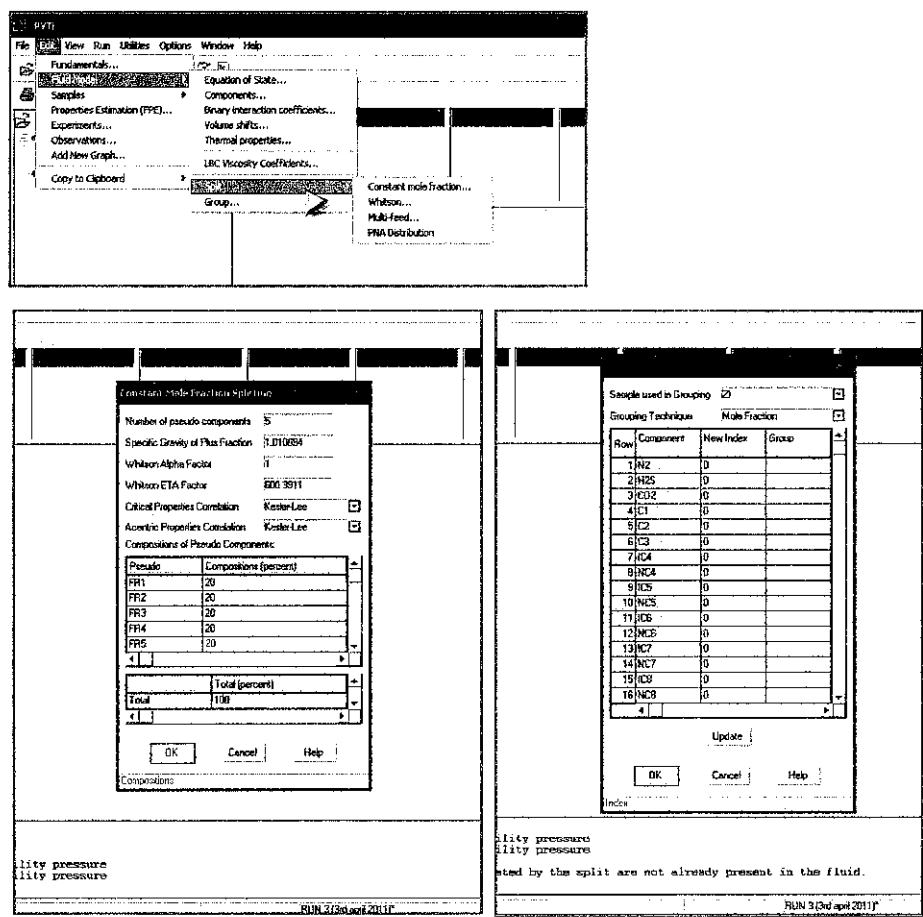 PVTi
File Edit View Run Utilities Options Window Help
Fundamentals...
Fluid Model
Samples
Properties Estimation (FPE)...
Experiments...
Observations...
Add New Graph...
Copy to Clipboard
Equation of State...
Components...
Binary interaction coefficients...
Volume shifts...
Thermal properties...
LBC Viscosity Coefficients...
Group...
Constant mole fraction...
Whitson...
Multi-feed...
PNA Distribution
Constant Mole Fraction Splitting
Number of pseudo components 5
Specific Gravity of Plus Fraction 1.010694
Whitson Alpha Factor 1
Whitson ETA Factor 600.3911
Critical Properties Correlation Kesler-Lee
Acentric Properties Correlation Kesler-Lee
Compositions of Pseudo Components:
Pseudo Compositions (percent)
FR1 20
FR2 20
FR3 20
FR4 20
FR5 20
Total (percent)
Total 100
OK Cancel Help
Compositions
lity pressure
lity pressure
RUN 3 (3rd april 2011)*
Sample used in Grouping ZI
Grouping Technique Mole Fraction
Row Component New Index Group
1 N2 0
2 H2S 0
3 CO2 0
4 C1 0
5 C2 0
6 C3 0
7 IC4 0
8 NC4 0
9 IC5 0
10 NC5 0
11 IC6 0
12 NC6 0
13 IC7 0
14 NC7 0
15 IC8 0
16 NC8 0
Update
OK Cancel Help
Index
ility pressure
ility pressure
ated by the split are not already present in the fluid.
RUN 3 (3rd april 2011)*